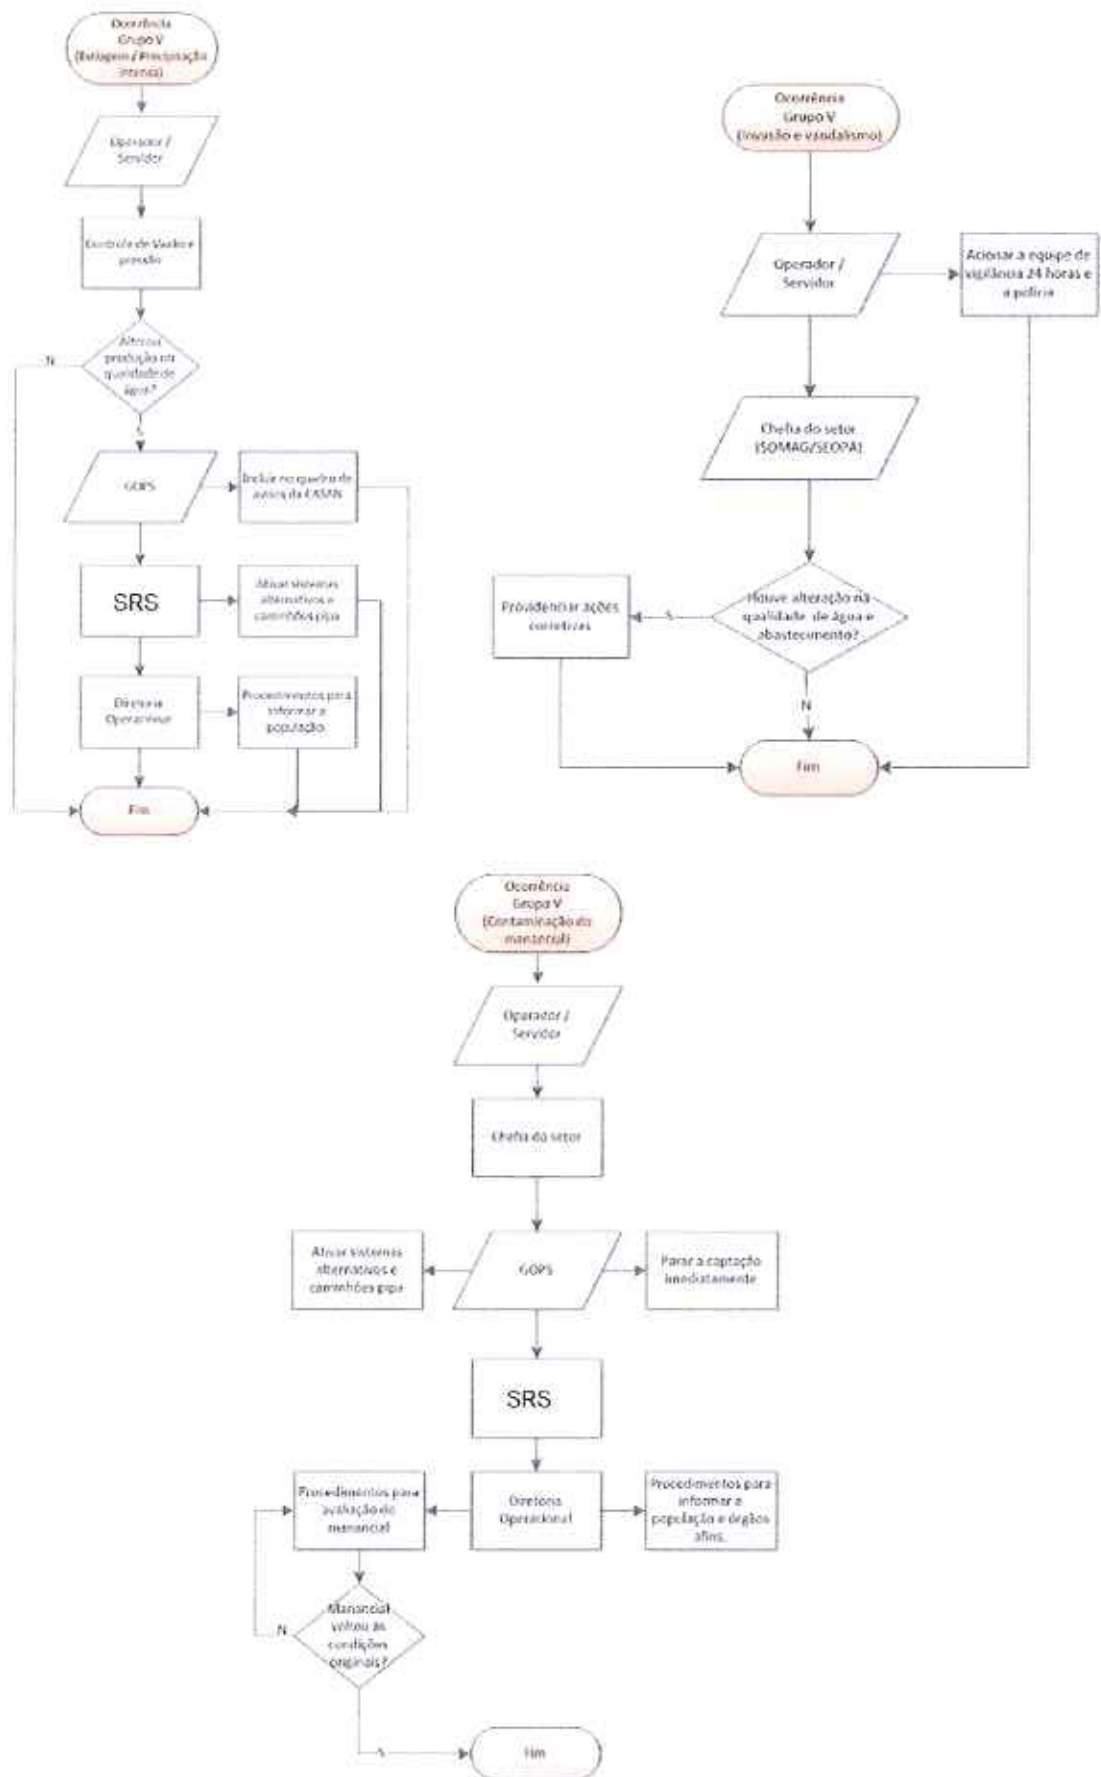 Ocorrência
Grupo V
(Estiagem / Precipitação
intensa)
Operador /
Servidor
Controle de Vazão e
pressão
Alterou
produção ou
qualidade de
água?
N
S
GOPS
Incluir no quadro de
avisos da CASAN
SRS
Ativar sistemas
alternativos e
caminhões pipa
Diretoria
Operacional
Procedimentos para
informar a
população
Fim
Ocorrência
Grupo V
(Invasão e vandalismo)
Operador /
Servidor
Acionar a equipe de
vigilância 24 horas e
a polícia
Chefia do setor
(SOMAG/SEOPA)
Houve alteração na
qualidade de água e
abastecimento?
S
Providenciar ações
corretivas
N
Fim
Ocorrência
Grupo V
(Contaminação do
manancial)
Operador /
Servidor
Chefia do setor
Ativar sistemas
alternativos e
caminhões pipa
GOPS
Parar a captação
imediatamente
SRS
Procedimentos para
avaliação do
manancial
Diretoria
Operacional
Procedimentos para
informar a
população e órgãos
afins.
Manancial
voltou às
condições
originais?
N
S
Fim